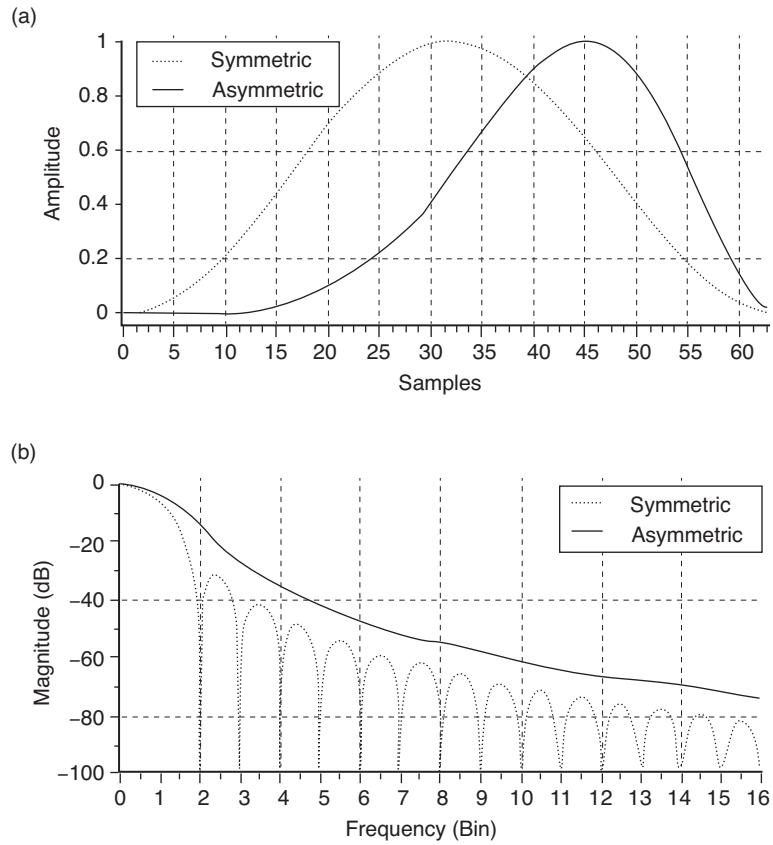 (a)
1
0.8
0.6
0.4
0.2
0
Amplitude
Symmetric
Asymmetric
0 5 10 15 20 25 30 35 40 45 50 55 60
Samples
(b)
0
−20
−40
−60
−80
−100
Magnitude (dB)
Symmetric
Asymmetric
0 1 2 3 4 5 6 7 8 9 10 11 12 13 14 15 16
Frequency (Bin)